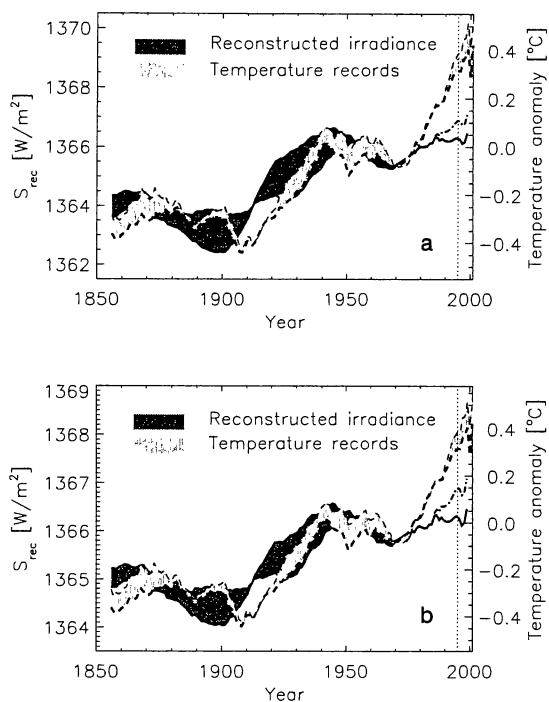 1370
1368
1366
1364
1362
S_rec [W/m²]
Reconstructed irradiance
Temperature records
0.4
0.2
0.0
−0.2
−0.4
Temperature anomaly [°C]
a
1850
1900
1950
2000
Year
1369
1368
1367
1366
1365
1364
S_rec [W/m²]
Reconstructed irradiance
Temperature records
0.4
0.2
0.0
−0.2
−0.4
Temperature anomaly [°C]
b
1850
1900
1950
2000
Year